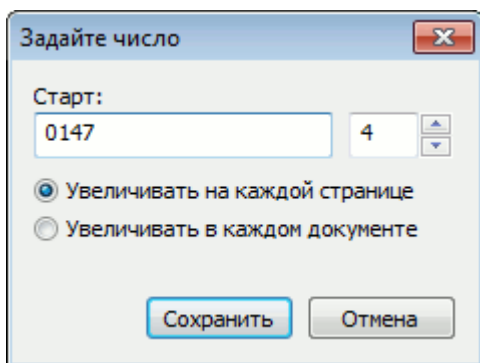 Задайте число
Старт:
0147 4
Увеличивать на каждой странице
Увеличивать в каждом документе
Сохранить Отмена